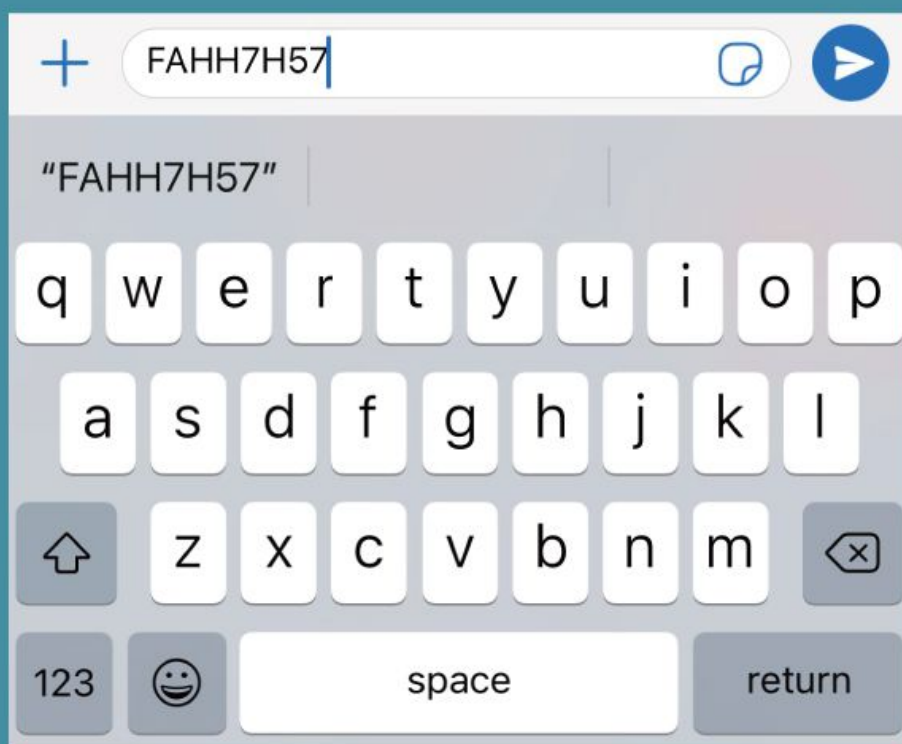 FAHH7H57
“FAHH7H57”
q w e r t y u i o p
a s d f g h j k l
z x c v b n m
123 space return